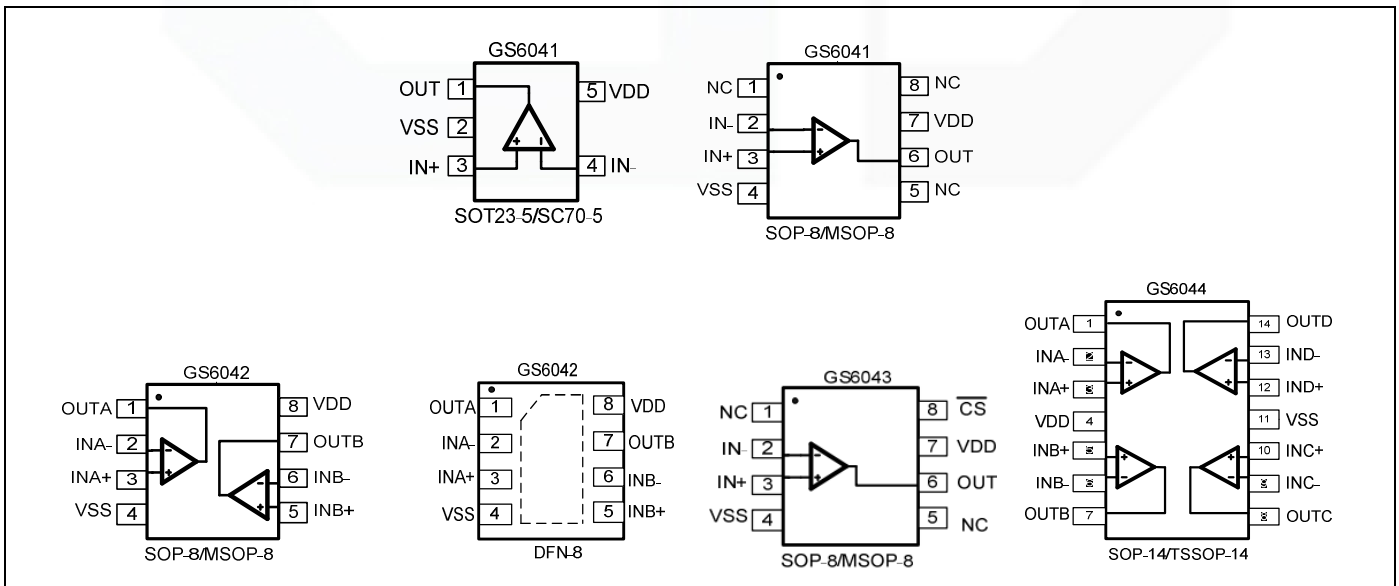 GS6041
OUT 1 5 VDD
VSS 2
IN+ 3 4 IN-
+ -
SOT23-5/SC70-5
GS6041
NC 1 8 NC
IN- 2 7 VDD
IN+ 3 6 OUT
VSS 4 5 NC
- +
SOP-8/MSOP-8
GS6042
OUTA 1 8 VDD
INA- 2 7 OUTB
INA+ 3 6 INB-
VSS 4 5 INB+
- + - +
SOP-8/MSOP-8
GS6042
OUTA 1 8 VDD
INA- 2 7 OUTB
INA+ 3 6 INB-
VSS 4 5 INB+
DFN-8
GS6043
NC 1 8 CS
IN- 2 7 VDD
IN+ 3 6 OUT
VSS 4 5 NC
- +
SOP-8/MSOP-8
GS6044
OUTA 1 14 OUTD
INA- 13 IND-
INA+ 12 IND+
VDD 4 11 VSS
INB+ 10 INC+
INB- INC-
OUTB 7 OUTC
- + - +
+ - + -
SOP-14/TSSOP-14